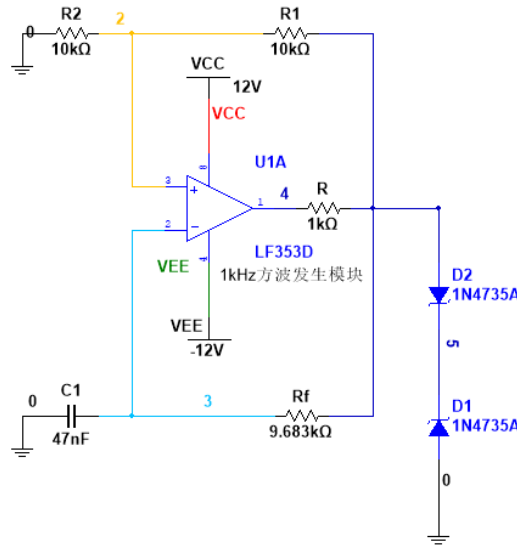 R2
R1
0
2
10kΩ
10kΩ
VCC
12V
VCC
8
U1A
3
+
1
4
R
2
−
1kΩ
4
LF353D
VEE
1kHz方波发生模块
D2
1N4735A
VEE
-12V
5
C1
0
3
Rf
D1
1N4735A
47nF
9.683kΩ
0